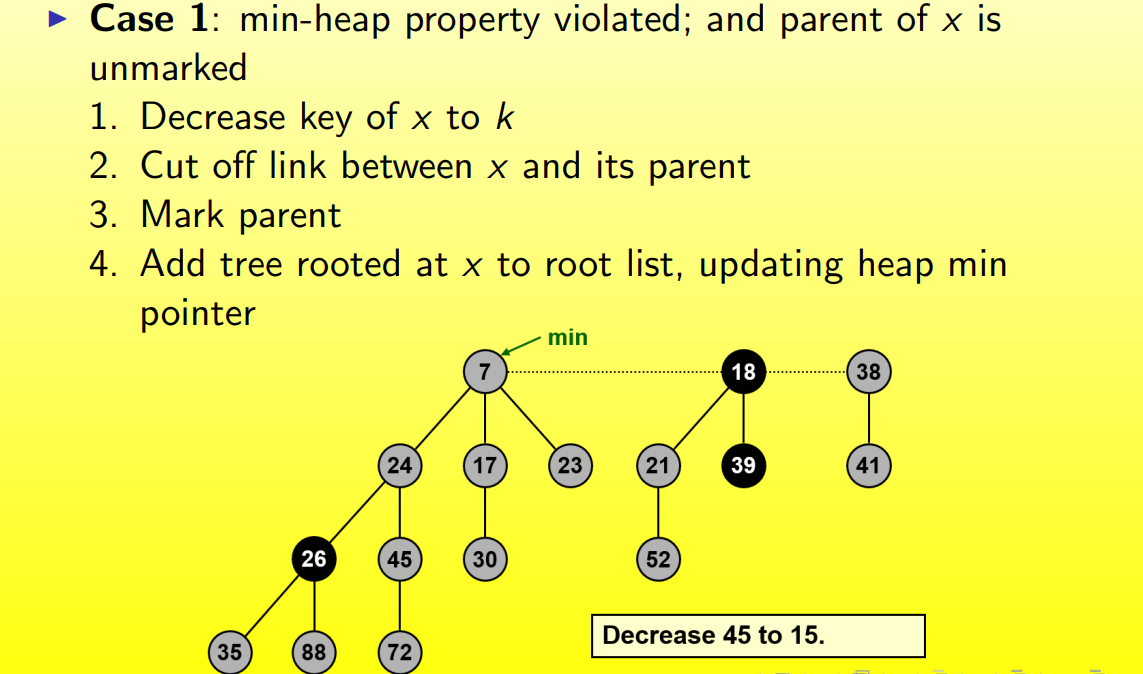 Case 1: min-heap property violated; and parent of x is
unmarked
1. Decrease key of x to k
2. Cut off link between x and its parent
3. Mark parent
4. Add tree rooted at x to root list, updating heap min
pointer
min
7 18 38
24 17 23 21 39 41
26 45 30 52
Decrease 45 to 15.
35 88 72